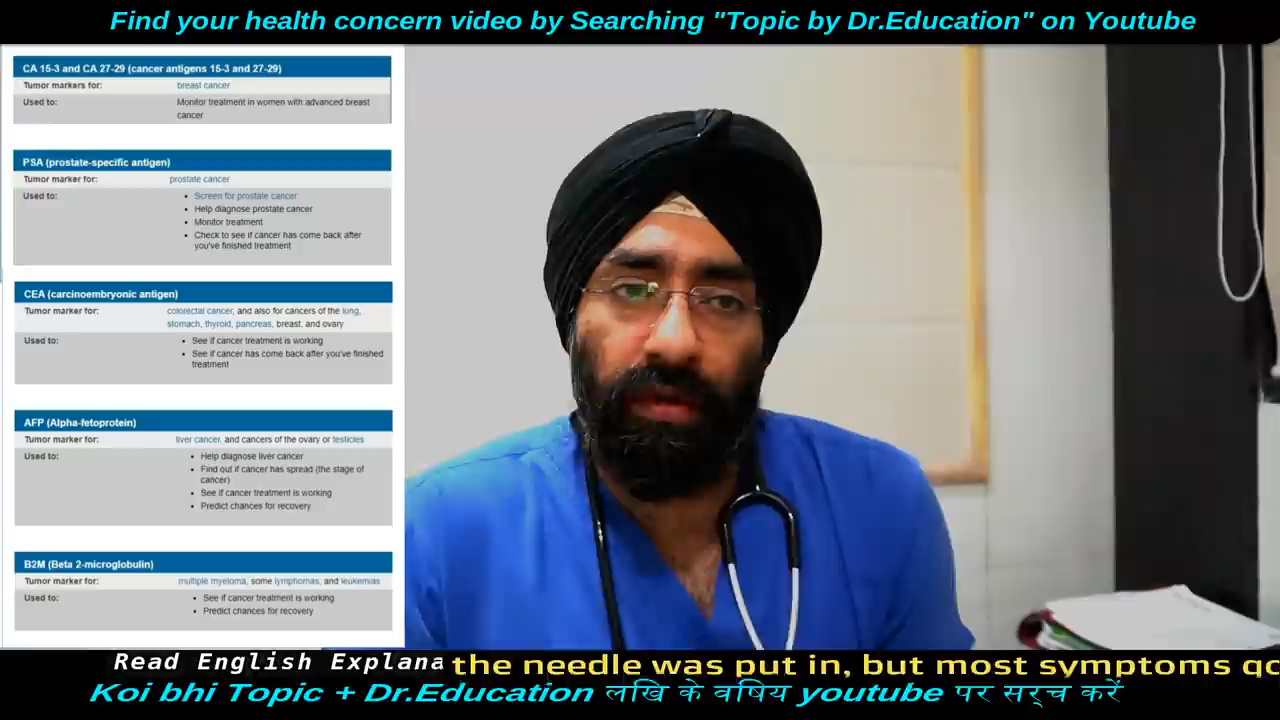 Find your health concern video by Searching "Topic by Dr.Education" on Youtube
CA 15-3 and CA 27-29 (cancer antigens 15-3 and 27-29)
Tumor markers for: breast cancer
Used to: Monitor treatment in women with advanced breast
cancer
PSA (prostate-specific antigen)
Tumor marker for: prostate cancer
Used to: • Screen for prostate cancer
• Help diagnose prostate cancer
• Monitor treatment
• Check to see if cancer has come back after
you've finished treatment
CEA (carcinoembryonic antigen)
Tumor marker for: colorectal cancer, and also for cancers of the lung,
stomach, thyroid, pancreas, breast, and ovary
Used to: • See if cancer treatment is working
• See if cancer has come back after you've finished
treatment
AFP (Alpha-fetoprotein)
Tumor marker for: liver cancer, and cancers of the ovary or testicles
Used to: • Help diagnose liver cancer
• Find out if cancer has spread (the stage of
cancer)
• See if cancer treatment is working
• Predict chances for recovery
B2M (Beta 2-microglobulin)
Tumor marker for: multiple myeloma, some lymphomas, and leukemias
Used to: • See if cancer treatment is working
• Predict chances for recovery
Read English Explana the needle was put in, but most symptoms
Koi bhi Topic + Dr.Education लखि के वषिय youtube पर सर्च करें